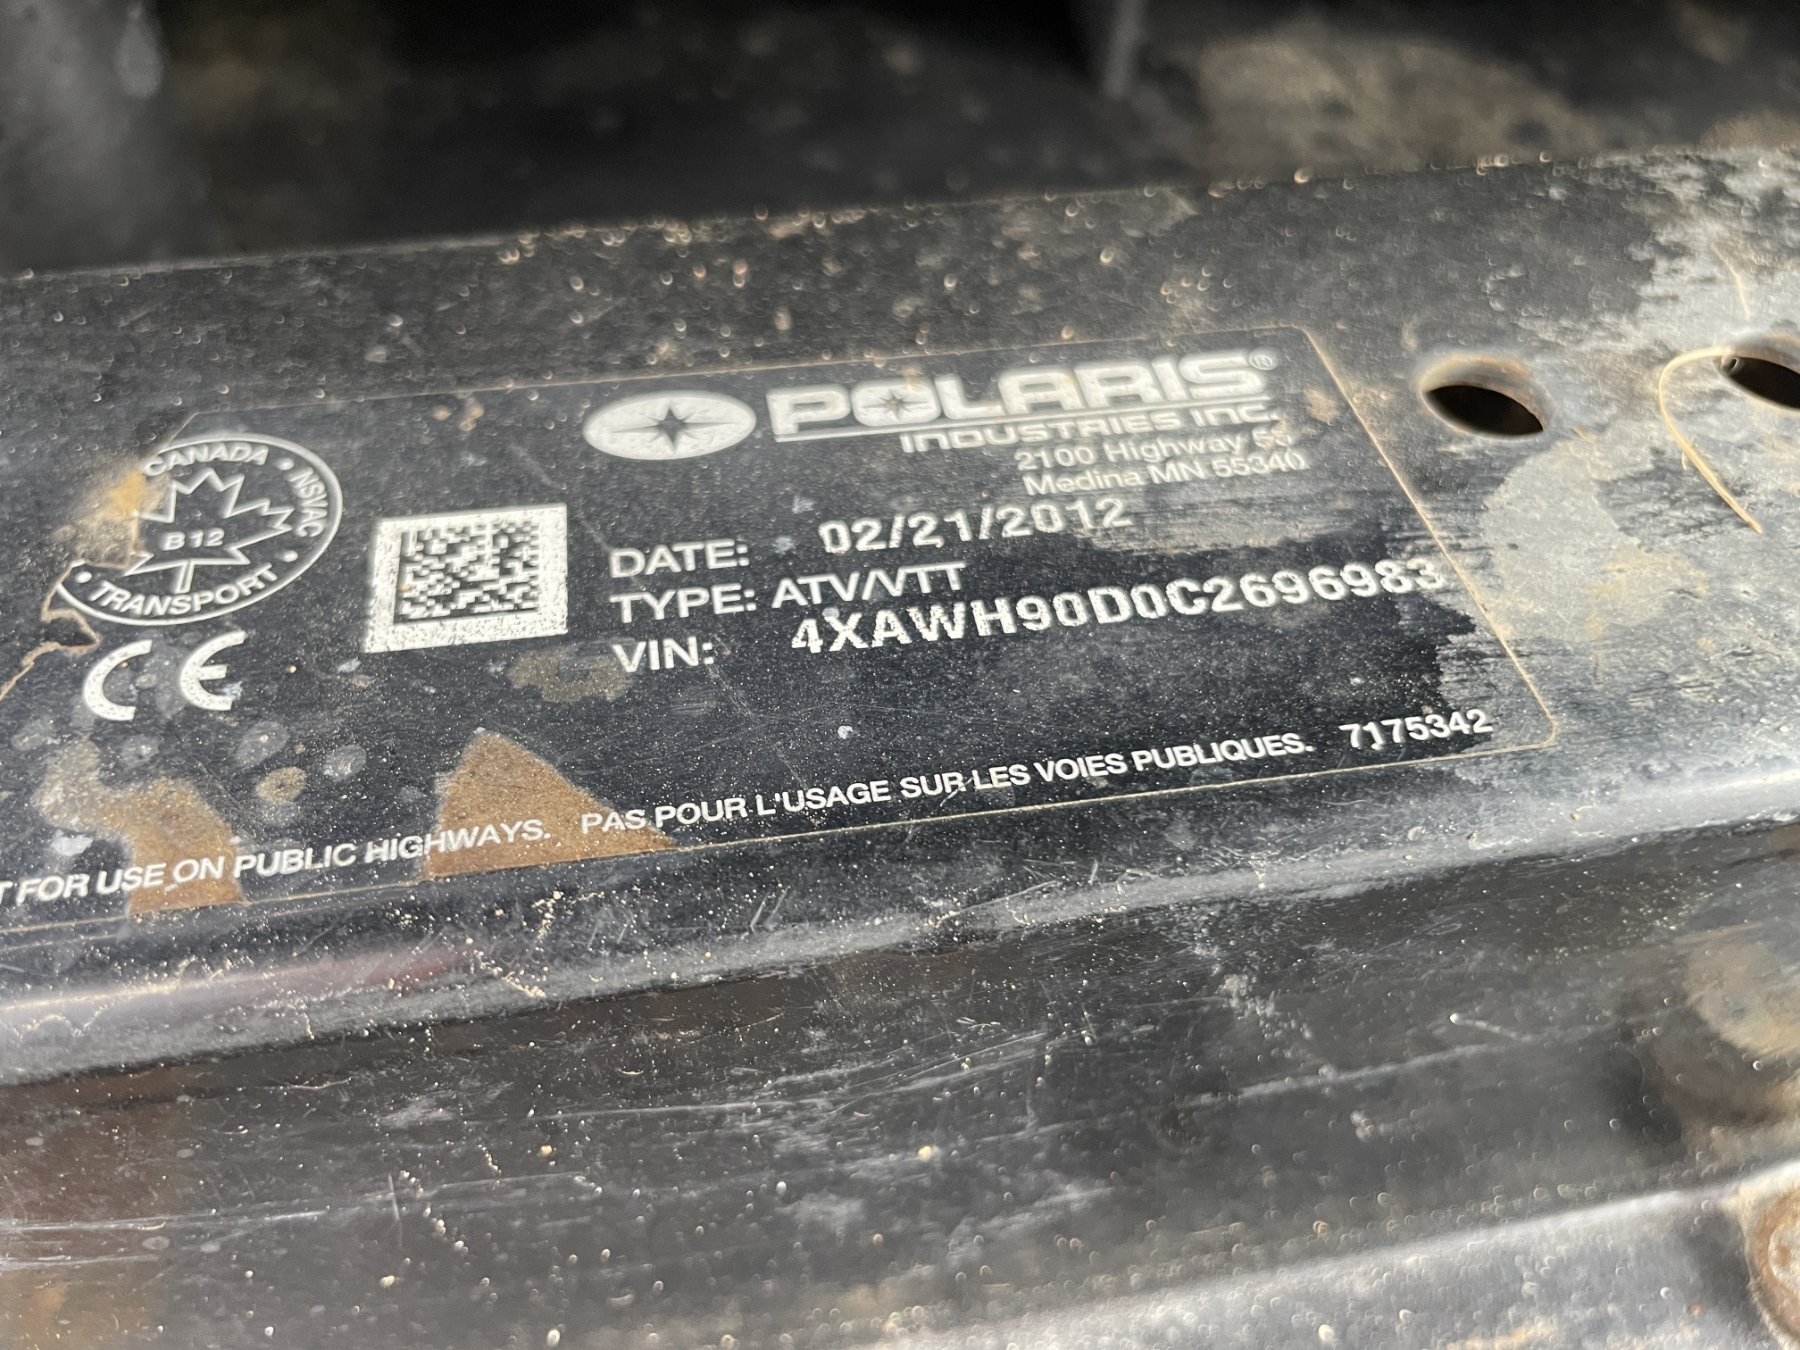 POLARIS®
INDUSTRIES INC.
2100 Highway 55
Medina MN 55340
CANADA • NSVAC •
B12
• TRANSPORT
CE
DATE: 02/21/2012
TYPE: ATV/VTT
VIN: 4XAWH90D0C2696983
FOR USE ON PUBLIC HIGHWAYS. PAS POUR L'USAGE SUR LES VOIES PUBLIQUES. 7175342